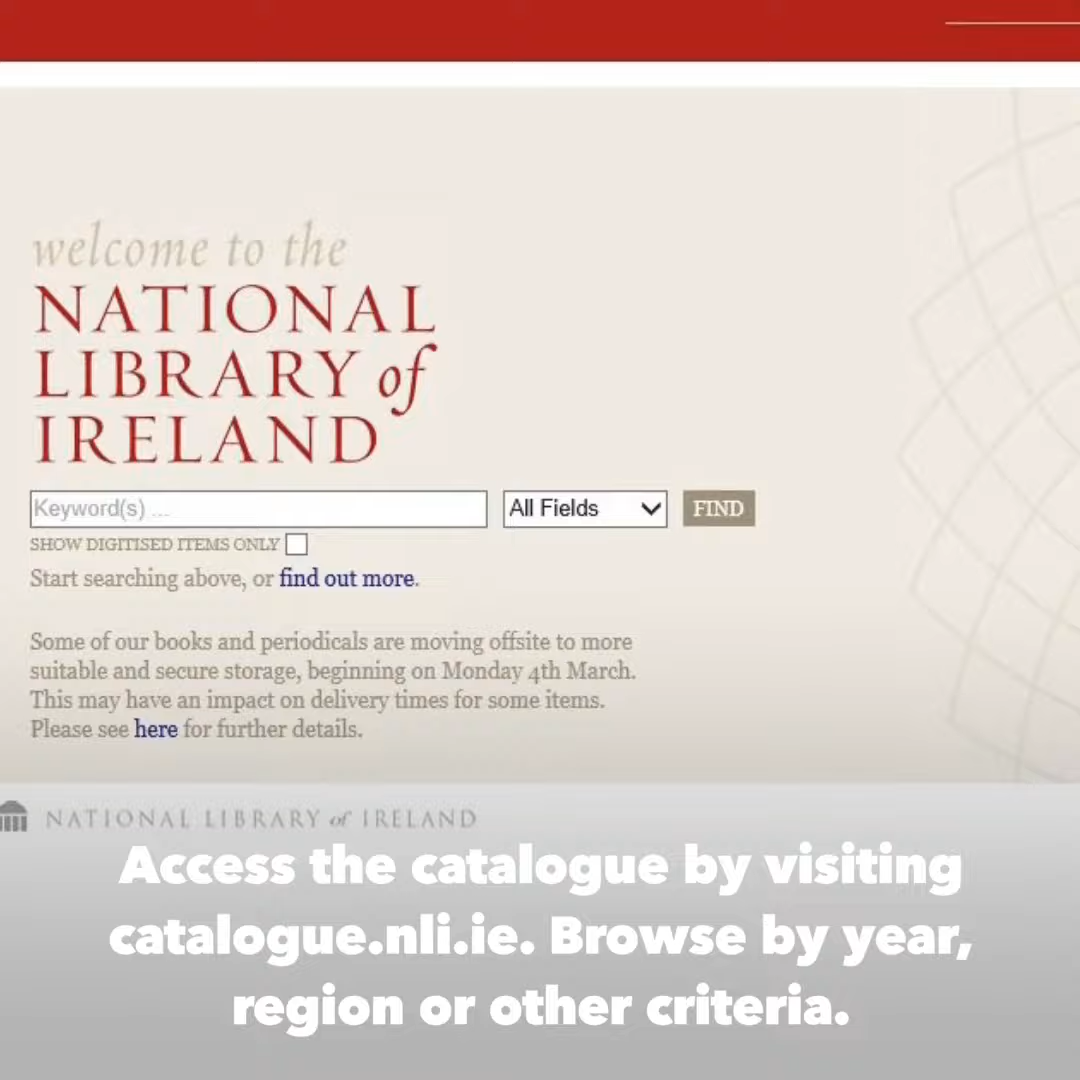 welcome to the
NATIONAL
LIBRARY of
IRELAND
Keyword(s) ... All Fields FIND
SHOW DIGITISED ITEMS ONLY
Start searching above, or find out more.
Some of our books and periodicals are moving offsite to more
suitable and secure storage, beginning on Monday 4th March.
This may have an impact on delivery times for some items.
Please see here for further details.
NATIONAL LIBRARY of IRELAND
Access the catalogue by visiting
catalogue.nli.ie. Browse by year,
region or other criteria.